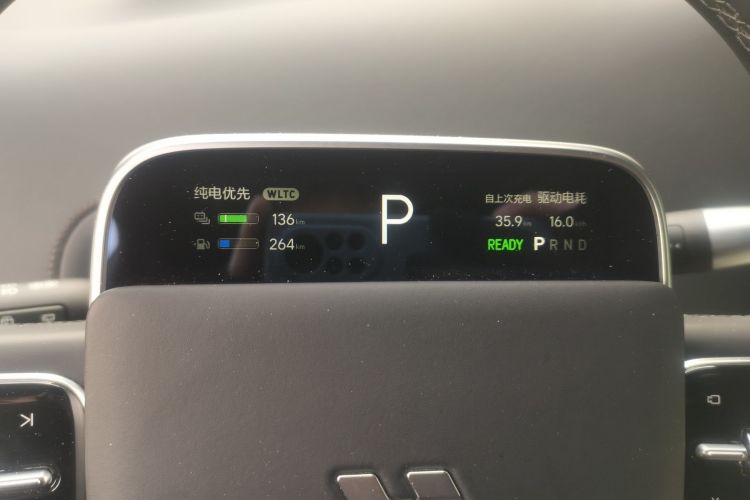 纯电优先 WLTC
136km
264km
P
自上次充电 驱动电耗
35.9km 16.0
READY P R N D